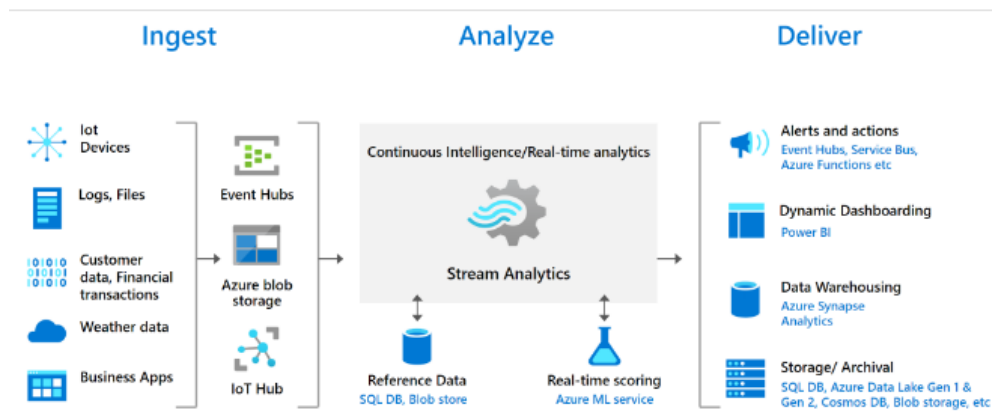 Ingest
Analyze
Deliver
Iot
Devices
Logs, Files
Customer
data, Financial
transactions
Weather data
Business Apps
Event Hubs
Azure blob
storage
IoT Hub
Continuous Intelligence/Real-time analytics
Stream Analytics
Reference Data
SQL DB, Blob store
Real-time scoring
Azure ML service
Alerts and actions
Event Hubs, Service Bus,
Azure Functions etc
Dynamic Dashboarding
Power BI
Data Warehousing
Azure Synapse
Analytics
Storage/ Archival
SQL DB, Azure Data Lake Gen 1 &
Gen 2, Cosmos DB, Blob storage, etc